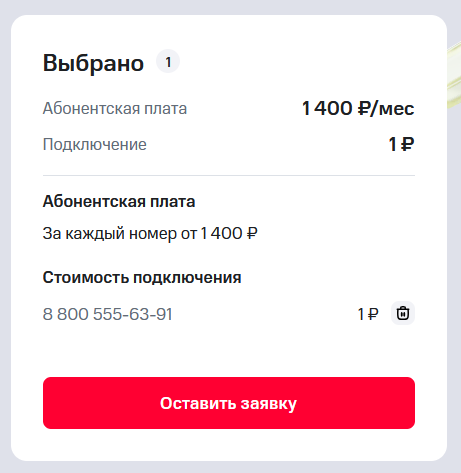 Выбрано 1
Абонентская плата 1 400 ₽/мес
Подключение 1 ₽
Абонентская плата
За каждый номер от 1 400 ₽
Стоимость подключения
8 800 555-63-91 1 ₽
Оставить заявку